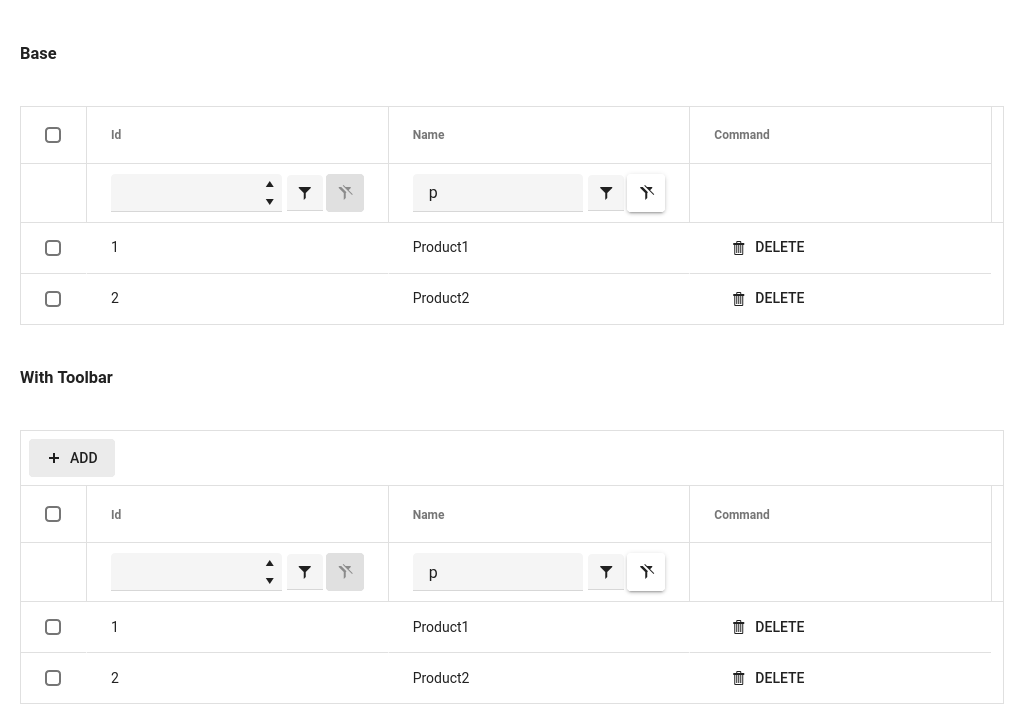 Base
Id Name Command
p
1 Product1 DELETE
2 Product2 DELETE
With Toolbar
ADD
Id Name Command
p
1 Product1 DELETE
2 Product2 DELETE